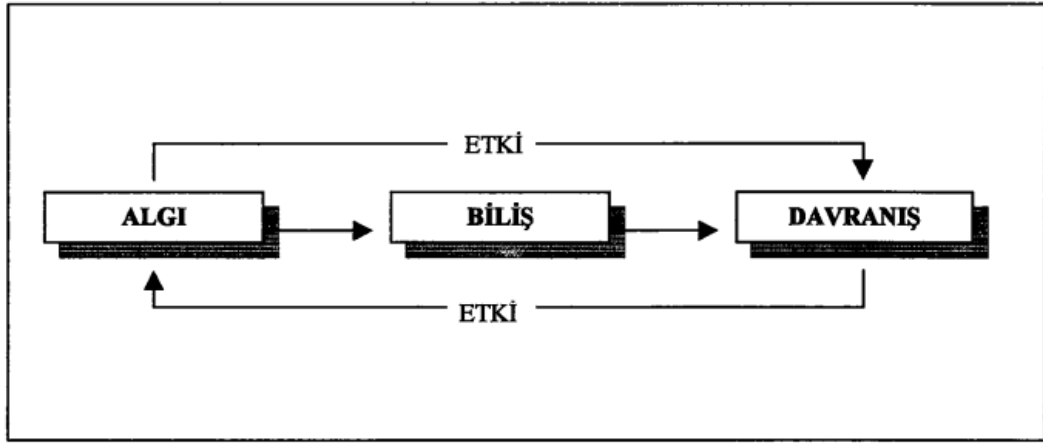 ETKİ
ALGI
BİLİŞ
DAVRANIŞ
ETKİ